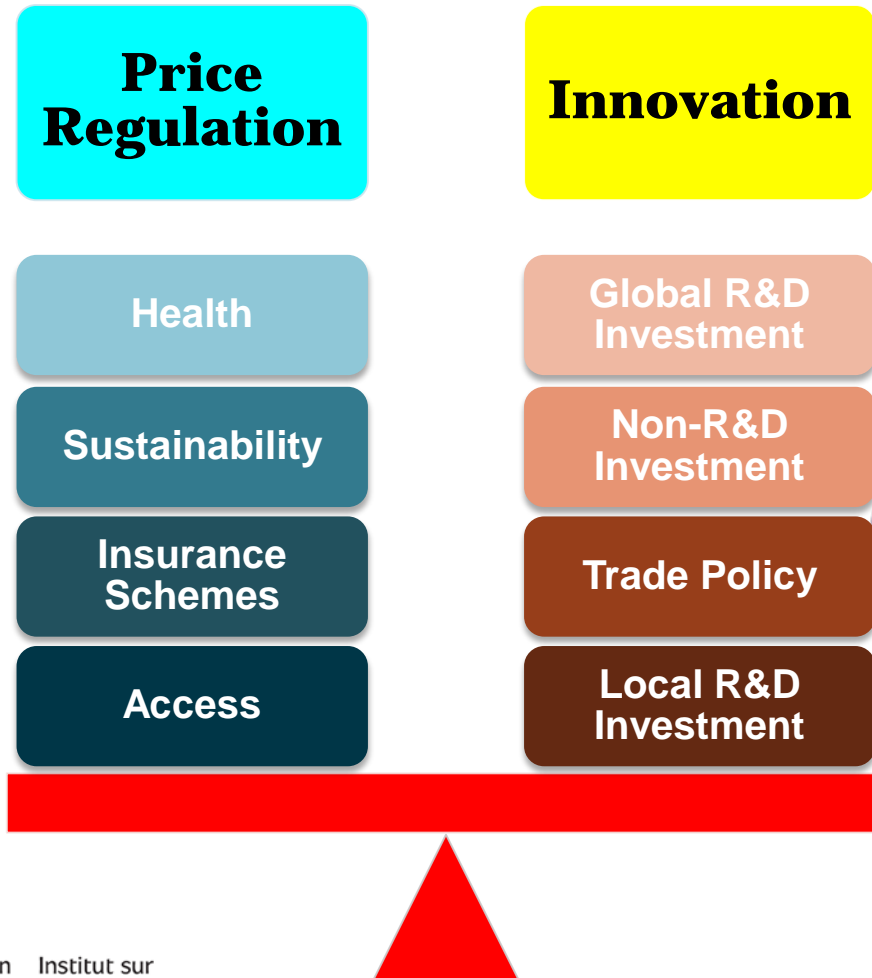 Price
Regulation
Innovation
Health
Global R&D
Investment
Sustainability
Non-R&D
Investment
Insurance
Schemes
Trade Policy
Access
Local R&D
Investment
Institut sur